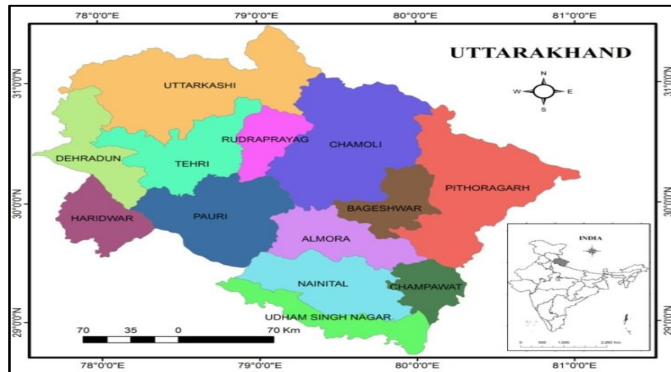 78°0'0"E 79°0'0"E 80°0'0"E 81°0'0"E
UTTARAKHAND
31°0'0"N
31°0'0"N
N
W E
S
UTTARKASHI
RUDRAPRAYAG
CHAMOLI
DEHRADUN
TEHRI
PITHORAGARH
30°0'0"N
30°0'0"N
HARIDWAR
PAURI
BAGESHWAR
ALMORA
INDIA
NAINITAL
CHAMPAWAT
UDHAM SINGH NAGAR
29°0'0"N
29°0'0"N
70 35 0 70 Km
78°0'0"E 79°0'0"E 80°0'0"E 81°0'0"E